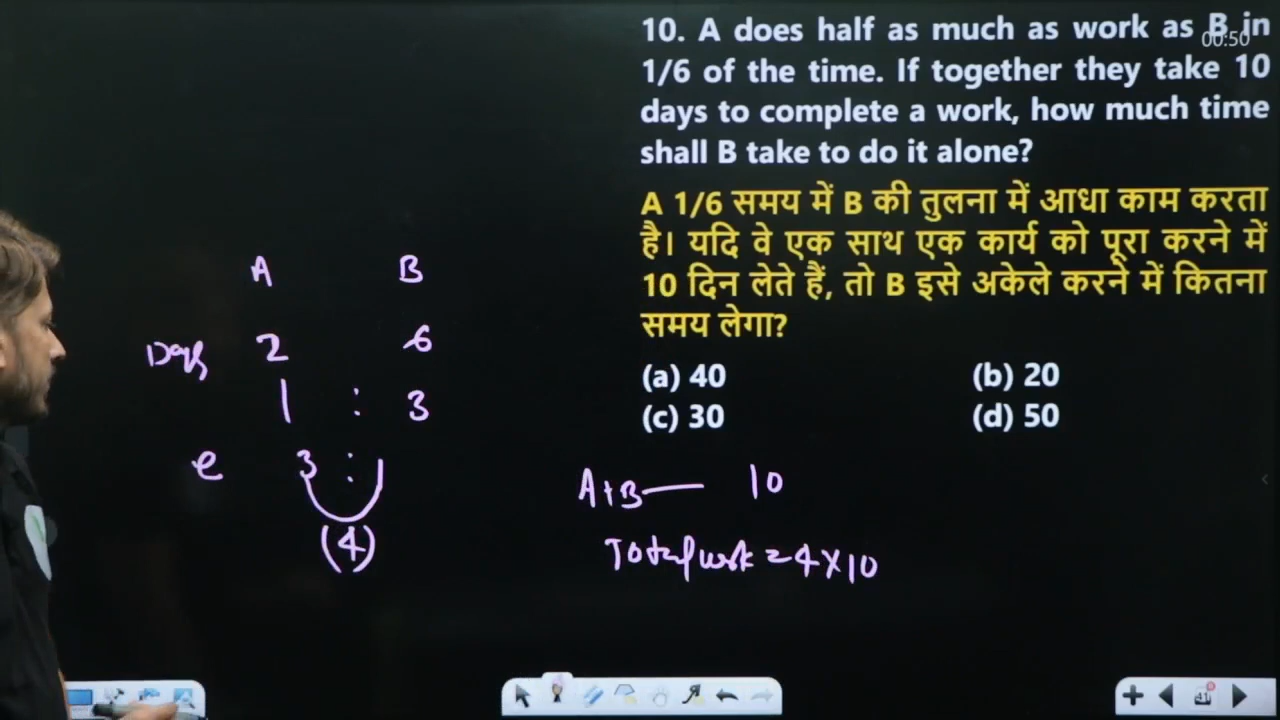 10. A does half as much as work as B in
00:50
1/6 of the time. If together they take 10
days to complete a work, how much time
shall B take to do it alone?
A 1/6 समय में B की तुलना में आधा काम करता
है। यदि वे एक साथ एक कार्य को पूरा करने में
10 दिन लेते हैं, तो B इसे अकेले करने में कितना
समय लेगा?
(a) 40 (b) 20
(c) 30 (d) 50
A B
Days 2 6
1 : 3
e 3 : 1
(4)
A+B— 10
Total work = 4×10
41